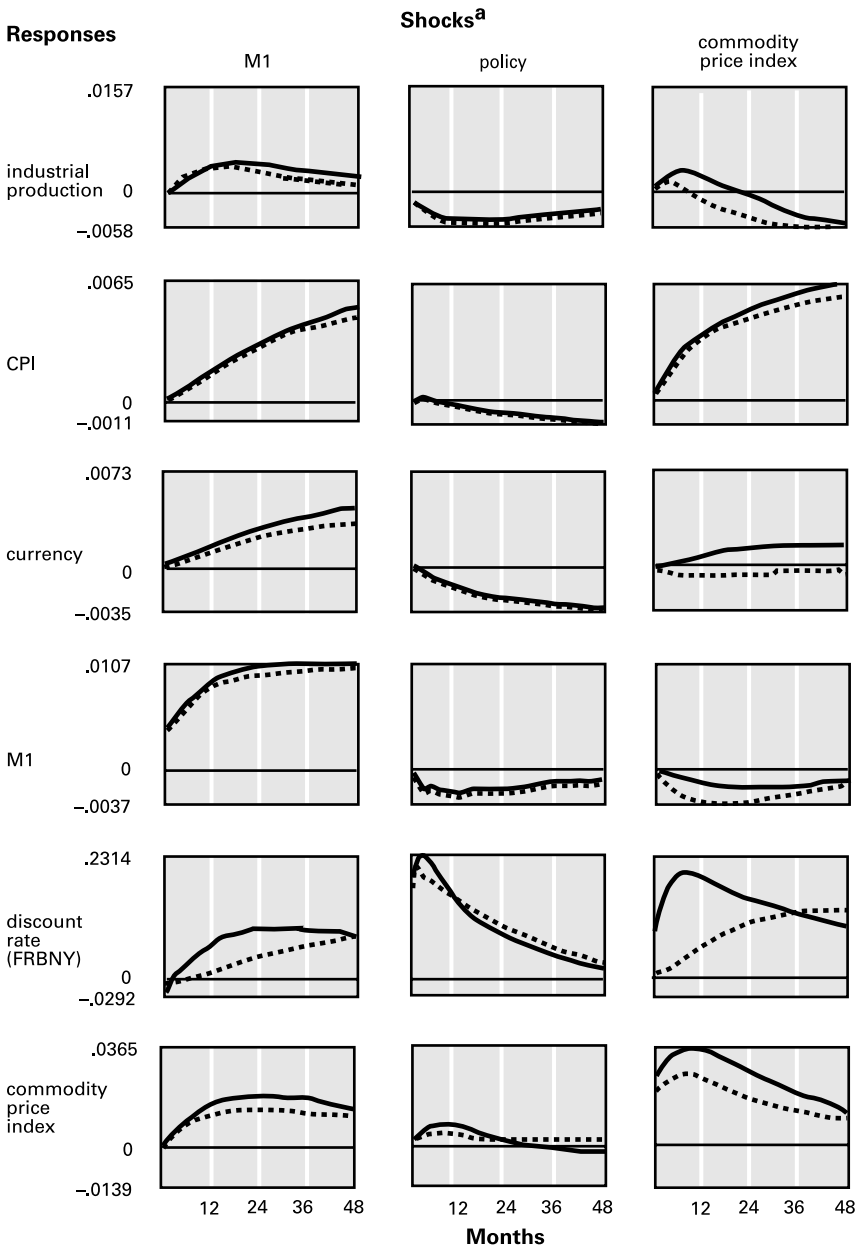 Responses
Shocksa
M1
policy
commodity
price index
.0157
industrial
production
0
–.0058
.0065
CPI
0
–.0011
.0073
currency
0
–.0035
.0107
M1
0
–.0037
.2314
discount
rate
(FRBNY)
0
–.0292
.0365
commodity
price
index
0
–.0139
12 24 36 48 12 24 36 48 12 24 36 48
Months